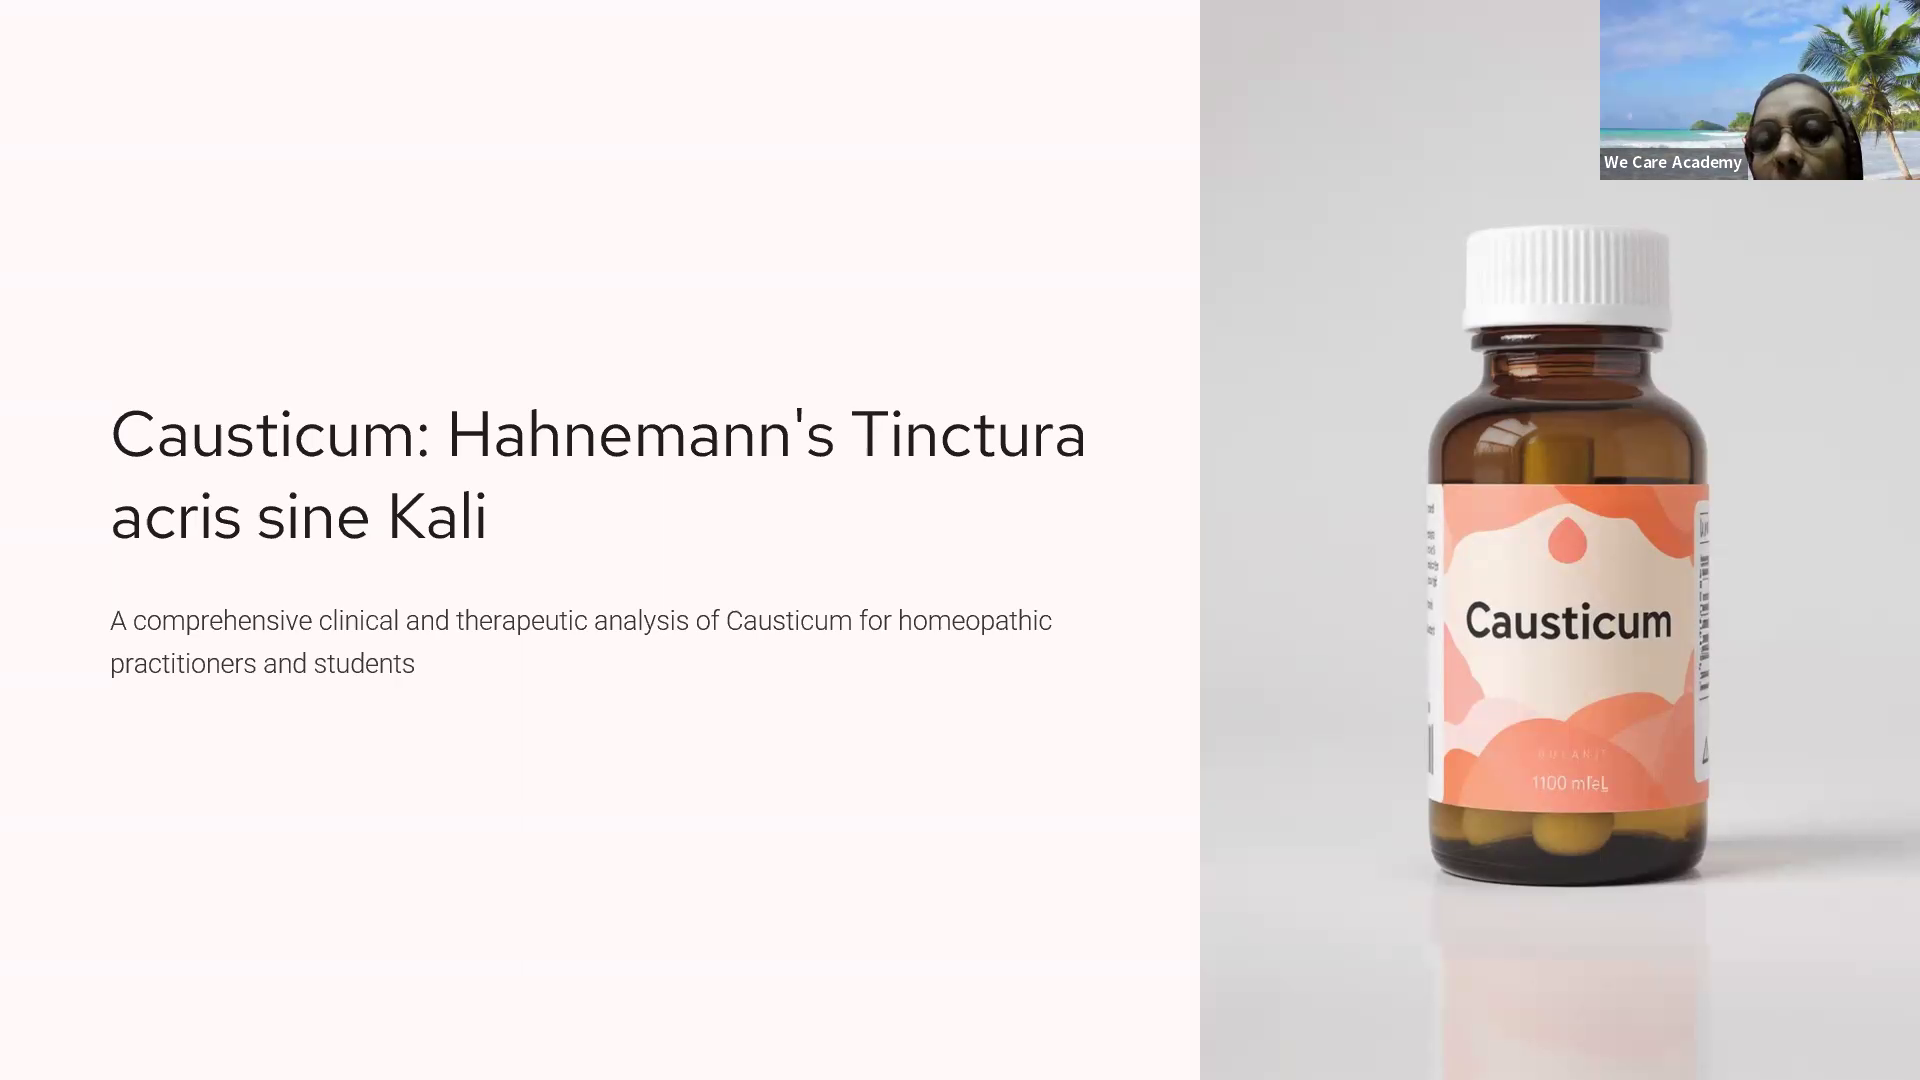 We Care Academy
Causticum: Hahnemann's Tinctura
acris sine Kali
A comprehensive clinical and therapeutic analysis of Causticum for homeopathic
practitioners and students
Causticum